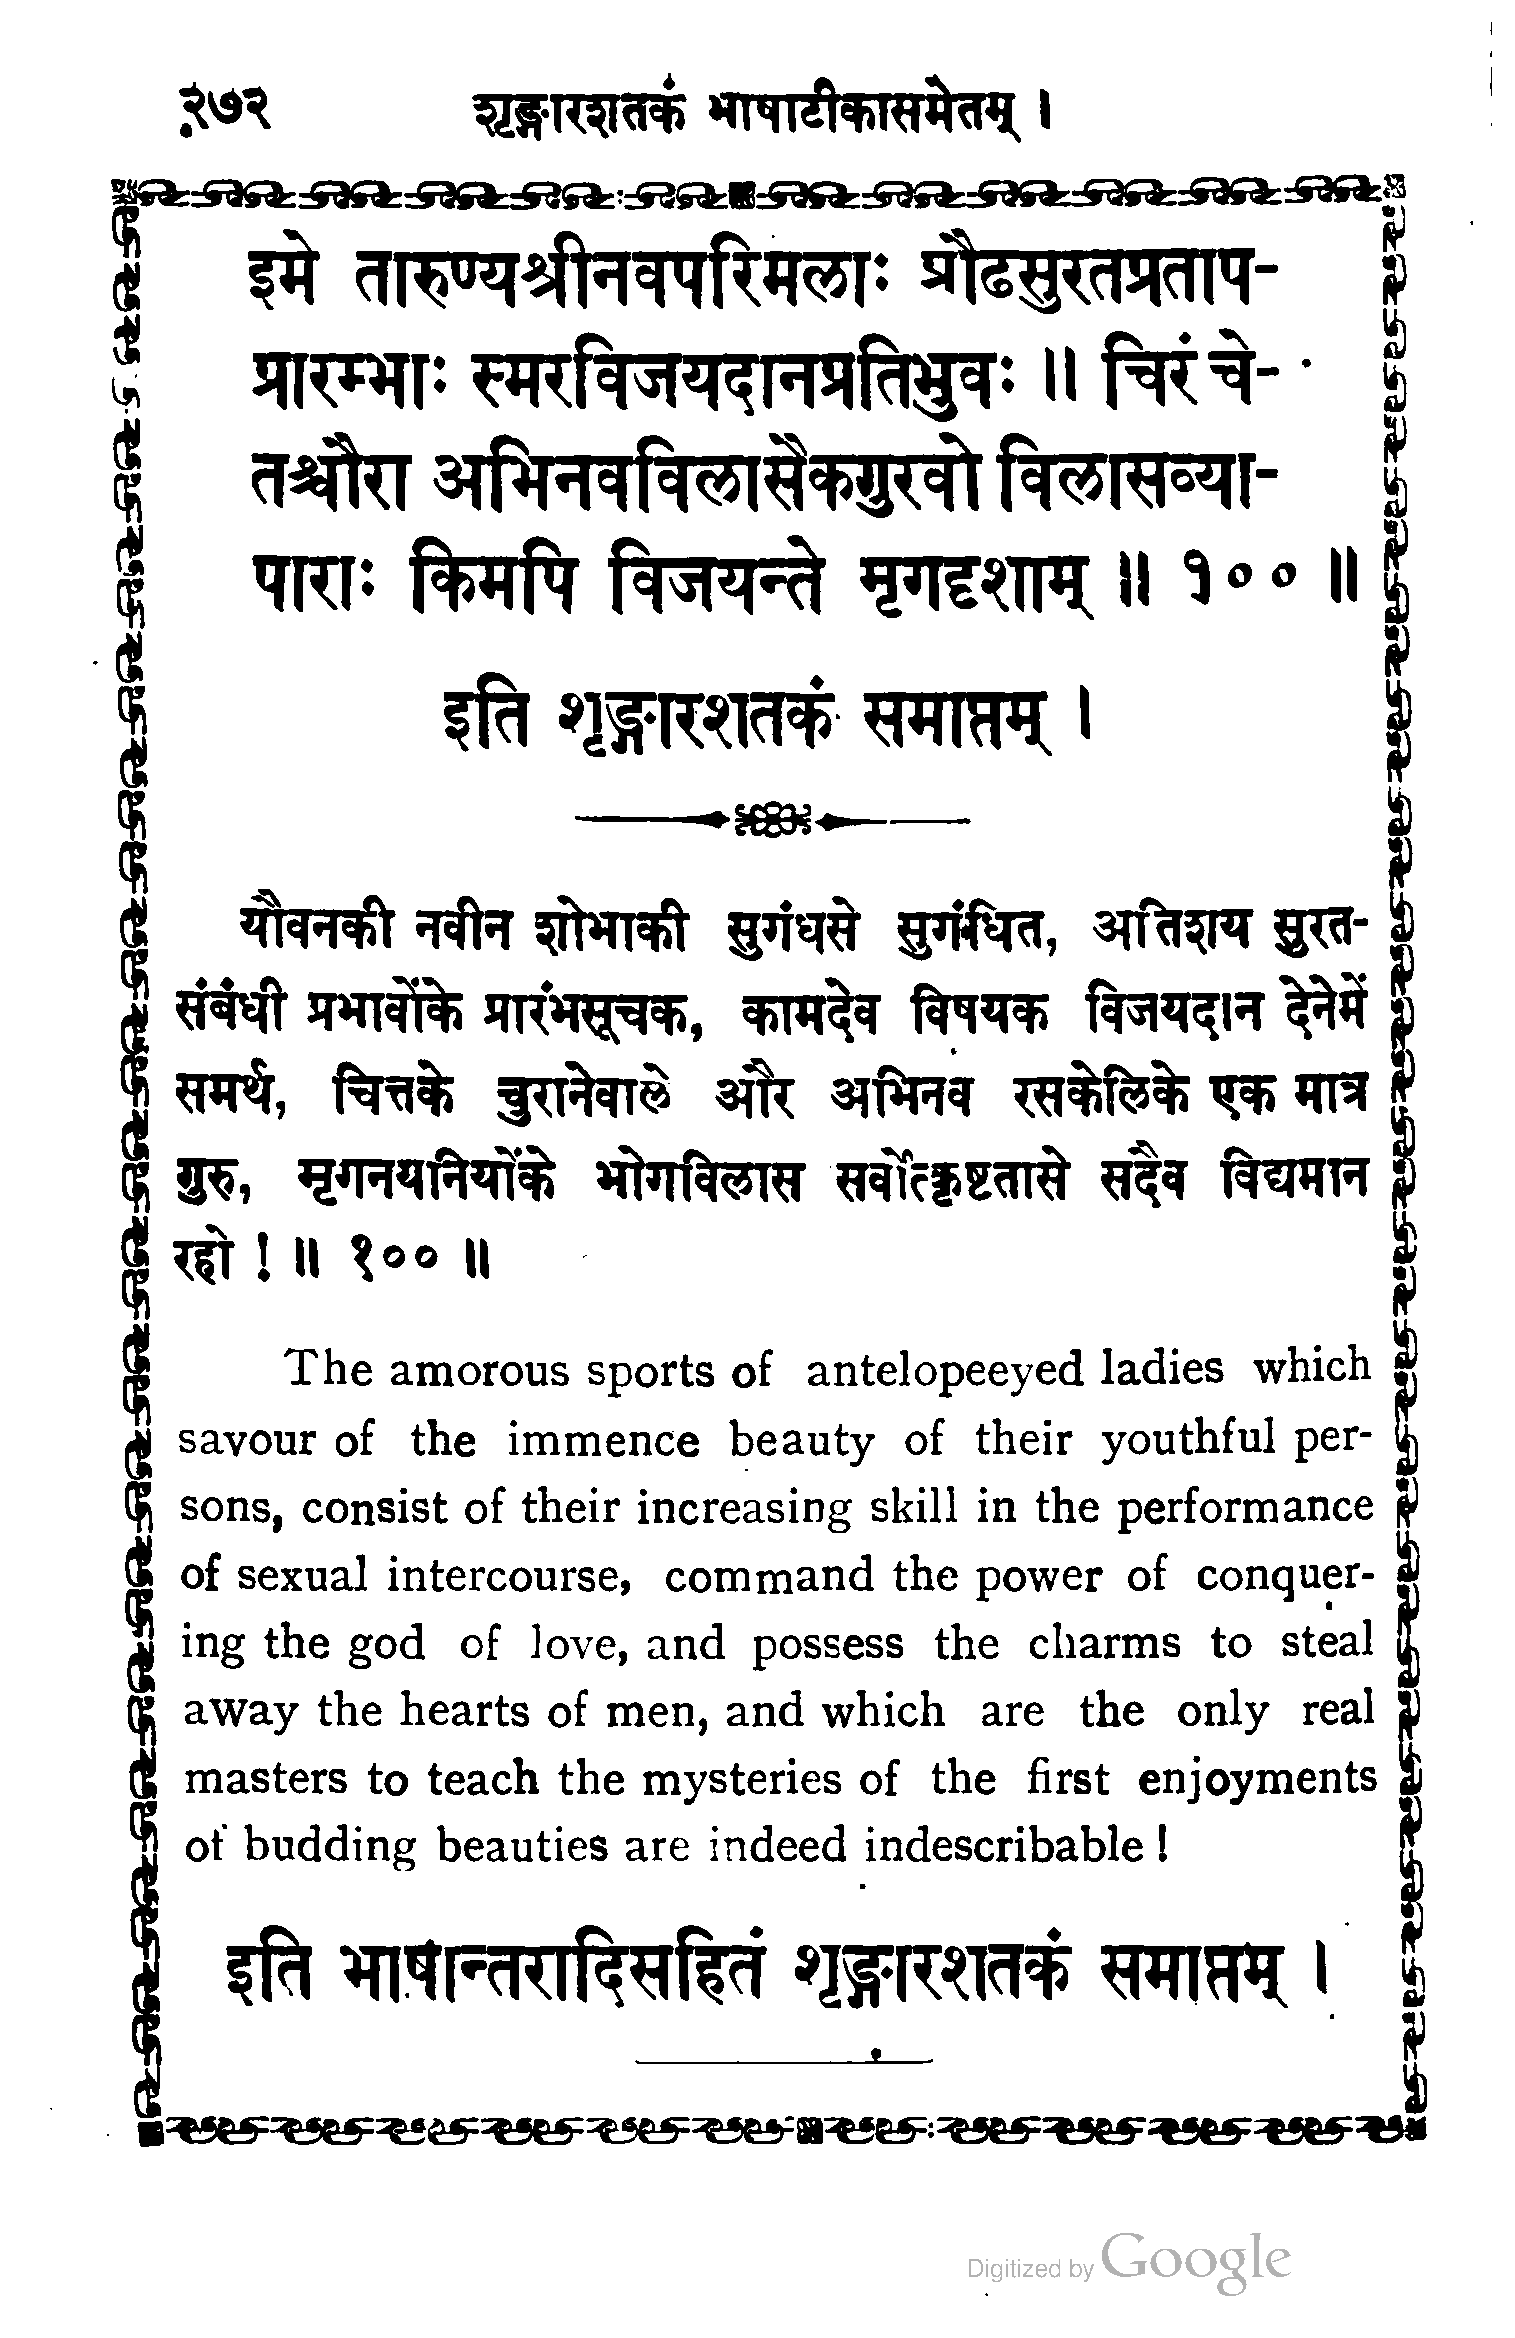 २७२ शृङ्गारशतकं भाषाटीकासमेतम् ।
इमे तारुण्यश्रीनवपरिमलाः प्रौढसुरतप्रताप-
प्रारम्भाः स्मरविजयदानप्रतिभुवः ॥ चिरं चे-
तश्चौरा अभिनवविलासैकगुरवो विलासव्या-
पाराः किमपि विजयन्ते मृगदृशाम् ॥ १०० ॥
इति शृङ्गारशतकं समाप्तम् ।
यौवनकी नवीन शोभाकी सुगंधसे सुगंधित, अतिशय सुरत-
संबंधी प्रभावोंके प्रारंभसूचक, कामदेव विषयक विजयदान देनेमें
समर्थ, चित्तके चुरानेवाले और अभिनव रसकेलिके एक मात्र
गुरु, मृगनयनियोंके भोगविलास सर्वोत्कृष्टतासे सदैव विद्यमान
रहो ! ॥ १०० ॥
The amorous sports of antelopeeyed ladies which
savour of the immence beauty of their youthful per-
sons, consist of their increasing skill in the performance
of sexual intercourse, command the power of conquer-
ing the god of love, and possess the charms to steal
away the hearts of men, and which are the only real
masters to teach the mysteries of the first enjoyments
of budding beauties are indeed indescribable !
इति भाषान्तरादिसहितं शृङ्गारशतकं समाप्तम् ।
Digitized by Google